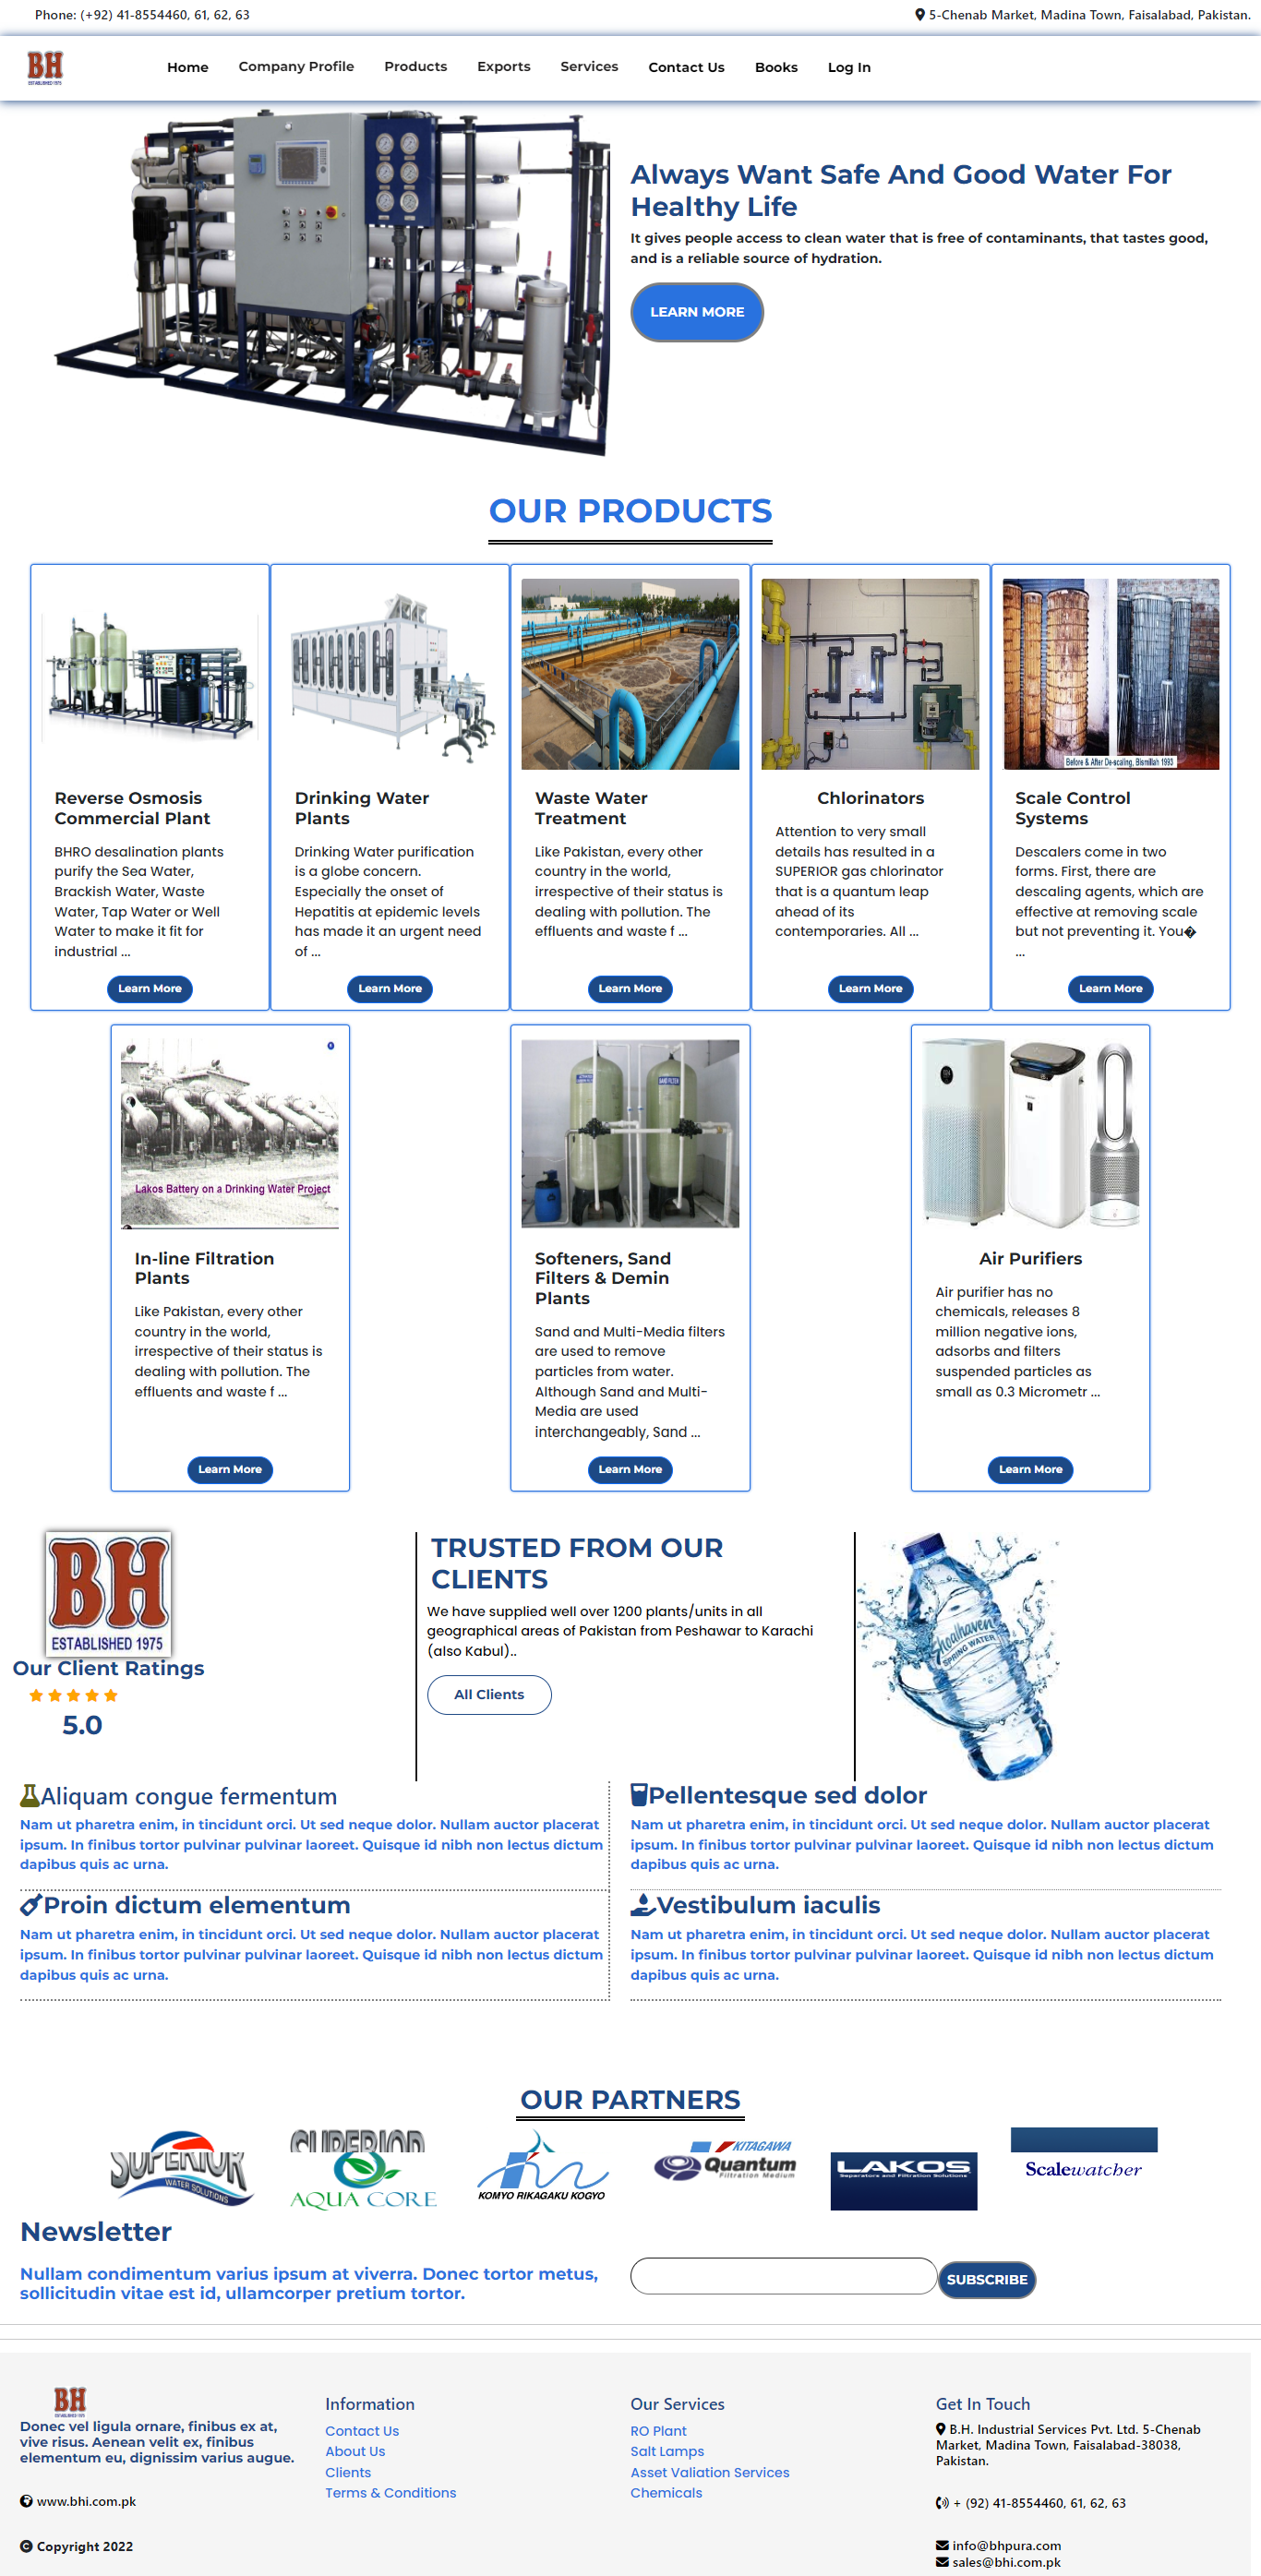 Phone: (+92) 41-8554460, 61, 62, 63
5-Chenab Market, Madina Town, Faisalabad, Pakistan.
BH
ESTABLISHED 1975
Home Company Profile Products Exports Services Contact Us Books Log In
Always Want Safe And Good Water For
Healthy Life
It gives people access to clean water that is free of contaminants, that tastes good,
and is a reliable source of hydration.
LEARN MORE
OUR PRODUCTS
Reverse Osmosis
Commercial Plant
BHRO desalination plants
purify the Sea Water,
Brackish Water, Waste
Water, Tap Water or Well
Water to make it fit for
industrial ...
Learn More
Drinking Water
Plants
Drinking Water purification
is a globe concern.
Especially the onset of
Hepatitis at epidemic levels
has made it an urgent need
of ...
Learn More
Waste Water
Treatment
Like Pakistan, every other
country in the world,
irrespective of their status is
dealing with pollution. The
effluents and waste f ...
Learn More
Chlorinators
Attention to very small
details has resulted in a
SUPERIOR gas chlorinator
that is a quantum leap
ahead of its
contemporaries. All ...
Learn More
Before & After De-scaling, Bismillah 1993
Scale Control
Systems
Descalers come in two
forms. First, there are
descaling agents, which are
effective at removing scale
but not preventing it. You�
...
Learn More
Lakos Battery on a Drinking Water Project
In-line Filtration
Plants
Like Pakistan, every other
country in the world,
irrespective of their status is
dealing with pollution. The
effluents and waste f ...
Learn More
SAND FILTER
Softeners, Sand
Filters & Demin
Plants
Sand and Multi-Media filters
are used to remove
particles from water.
Although Sand and Multi-
Media are used
interchangeably, Sand ...
Learn More
Air Purifiers
Air purifier has no
chemicals, releases 8
million negative ions,
adsorbs and filters
suspended particles as
small as 0.3 Micrometr ...
Learn More
BH
ESTABLISHED 1975
Our Client Ratings
5.0
TRUSTED FROM OUR
CLIENTS
We have supplied well over 1200 plants/units in all
geographical areas of Pakistan from Peshawar to Karachi
(also Kabul)..
All Clients
Shoalhaven
SPRING WATER
Aliquam congue fermentum
Nam ut pharetra enim, in tincidunt orci. Ut sed neque dolor. Nullam auctor placerat
ipsum. In finibus tortor pulvinar pulvinar laoreet. Quisque id nibh non lectus dictum
dapibus quis ac urna.
Pellentesque sed dolor
Nam ut pharetra enim, in tincidunt orci. Ut sed neque dolor. Nullam auctor placerat
ipsum. In finibus tortor pulvinar pulvinar laoreet. Quisque id nibh non lectus dictum
dapibus quis ac urna.
Proin dictum elementum
Nam ut pharetra enim, in tincidunt orci. Ut sed neque dolor. Nullam auctor placerat
ipsum. In finibus tortor pulvinar pulvinar laoreet. Quisque id nibh non lectus dictum
dapibus quis ac urna.
Vestibulum iaculis
Nam ut pharetra enim, in tincidunt orci. Ut sed neque dolor. Nullam auctor placerat
ipsum. In finibus tortor pulvinar pulvinar laoreet. Quisque id nibh non lectus dictum
dapibus quis ac urna.
OUR PARTNERS
SUPERIOR
WATER SOLUTIONS
SUPERIOR
AQUA CORE
KOMYO RIKAGAKU KOGYO
KITAGAWA
Quantum
Filtration Medium
LAKOS
Separators and Filtration Solutions
Scalewatcher
Newsletter
Nullam condimentum varius ipsum at viverra. Donec tortor metus,
sollicitudin vitae est id, ullamcorper pretium tortor.
SUBSCRIBE
BH
ESTABLISHED 1975
Donec vel ligula ornare, finibus ex at,
vive risus. Aenean velit ex, finibus
elementum eu, dignissim varius augue.
www.bhi.com.pk
Copyright 2022
Information
Contact Us
About Us
Clients
Terms & Conditions
Our Services
RO Plant
Salt Lamps
Asset Valiation Services
Chemicals
Get In Touch
B.H. Industrial Services Pvt. Ltd. 5-Chenab
Market, Madina Town, Faisalabad-38038,
Pakistan.
+ (92) 41-8554460, 61, 62, 63
info@bhpura.com
sales@bhi.com.pk